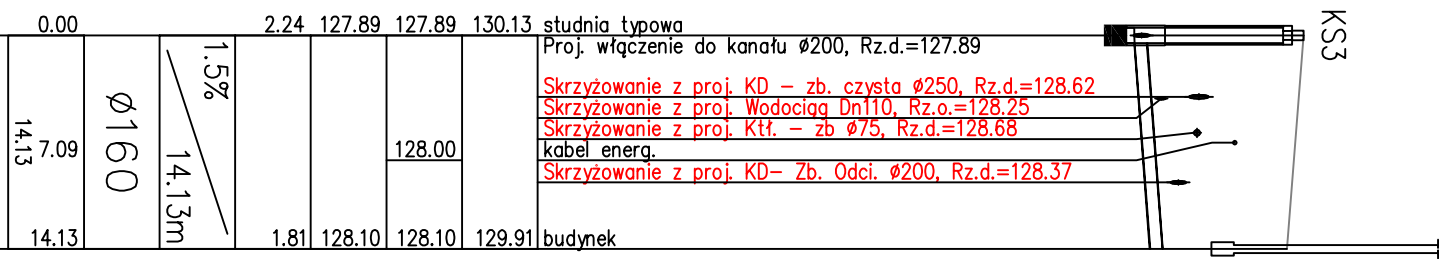 0.00 2.24 127.89 127.89 130.13 studnia typowa
KS3
Proj. włączenie do kanału ø200, Rz.d.=127.89
1.5%
Skrzyżowanie z proj. KD – zb. czysta ø250, Rz.d.=128.62
Skrzyżowanie z proj. Wodociąg Dn110, Rz.o.=128.25
Skrzyżowanie z proj. Ktł. – zb ø75, Rz.d.=128.68
14.13 7.09 Ø160 14.13m 128.00 kabel energ.
Skrzyżowanie z proj. KD– Zb. Odci. ø200, Rz.d.=128.37
14.13 1.81 128.10 128.10 129.91 budynek